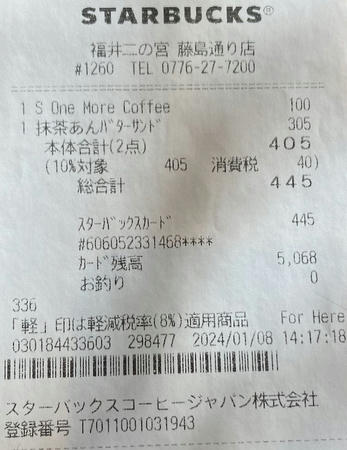 STARBUCKS®
福井二の宮 藤島通り店
#1260 TEL 0776-27-7200
1 S One More Coffee 100
1 抹茶あんﾊﾞﾀｰｻﾝﾄﾞ 305
本体合計(2点) 405
(10%対象 405 消費税 40)
総合計 445
ｽﾀｰﾊﾞｯｸｽｶｰﾄﾞ 445
#606052331468****
ｶｰﾄﾞ残高 5,068
お釣り 0
336
「軽」印は軽減税率(8%)適用商品 For Here
030184433603 298477 2024/01/08 14:17:18
スターバックスコーヒージャパン株式会社
登録番号 T7011001031943